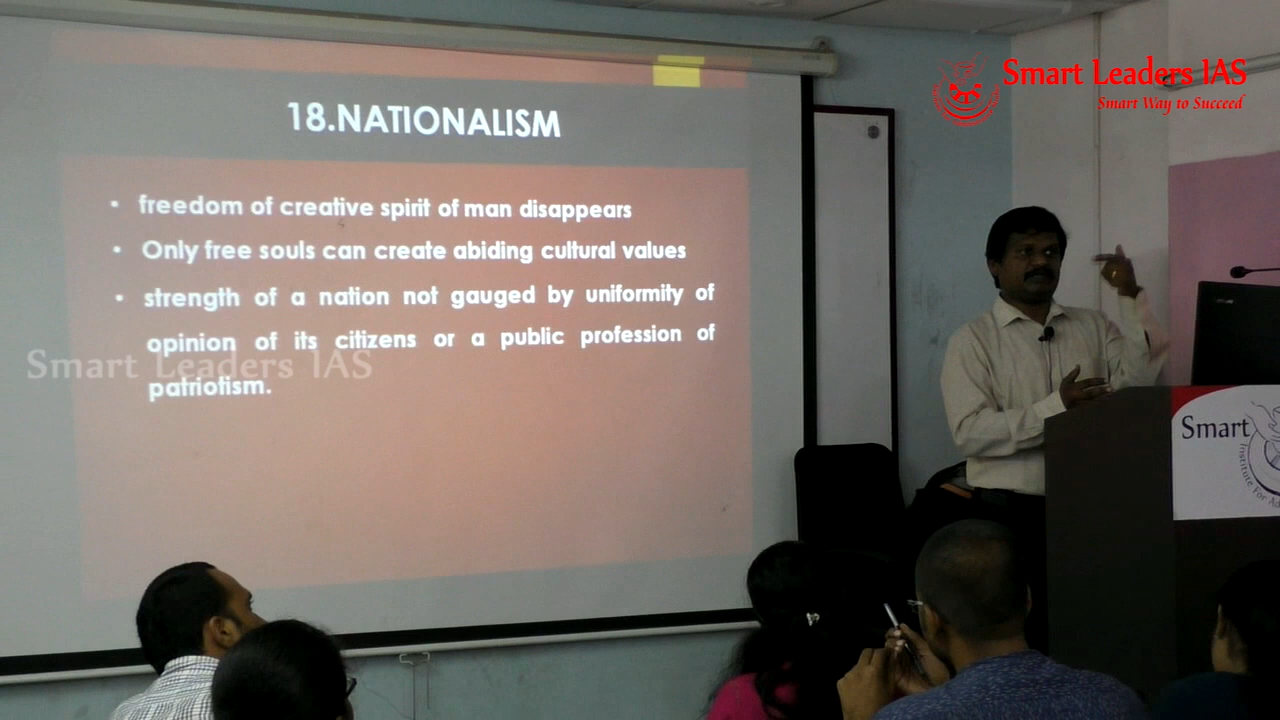 Smart Leaders IAS
Smart Way to Succeed
18.NATIONALISM
• freedom of creative spirit of man disappears
• Only free souls can create abiding cultural values
• strength of a nation not gauged by uniformity of
opinion of its citizens or a public profession of
patriotism.
Smart Leaders IAS
Smart
Institute For